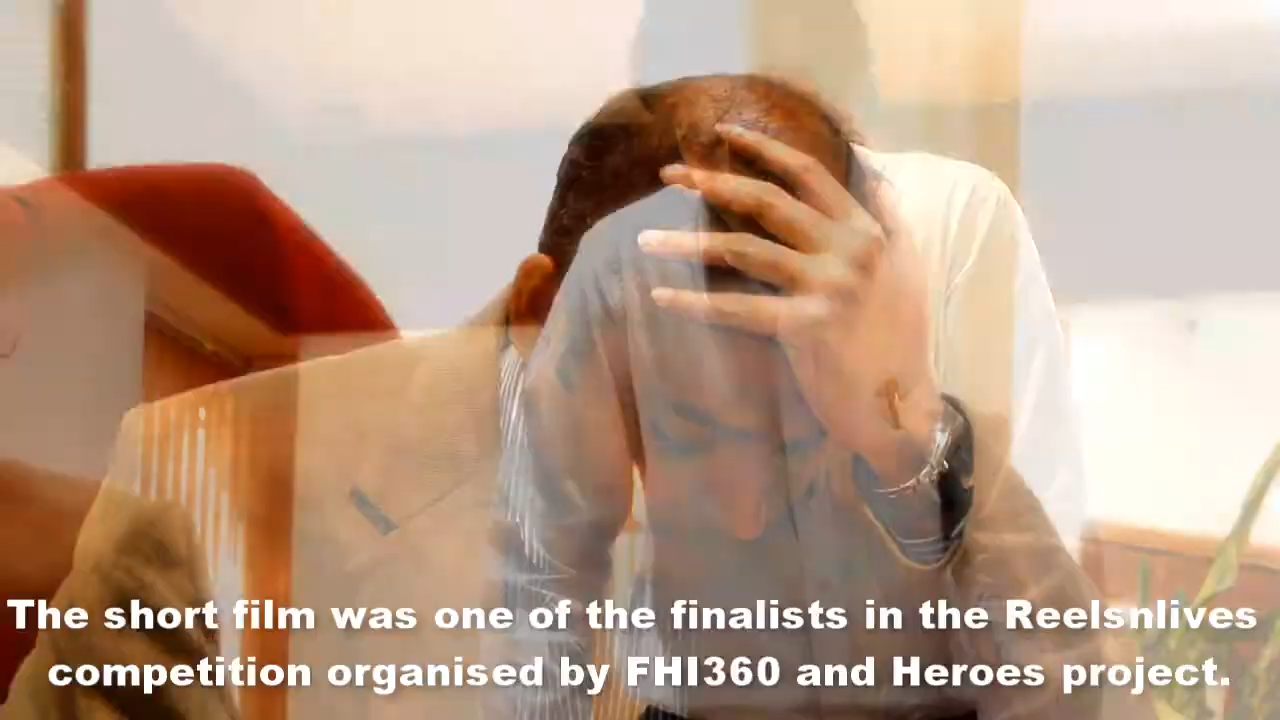 The short film was one of the finalists in the Reelsnlives
competition organised by FHI360 and Heroes project.